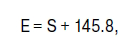 E = S + 145.8,